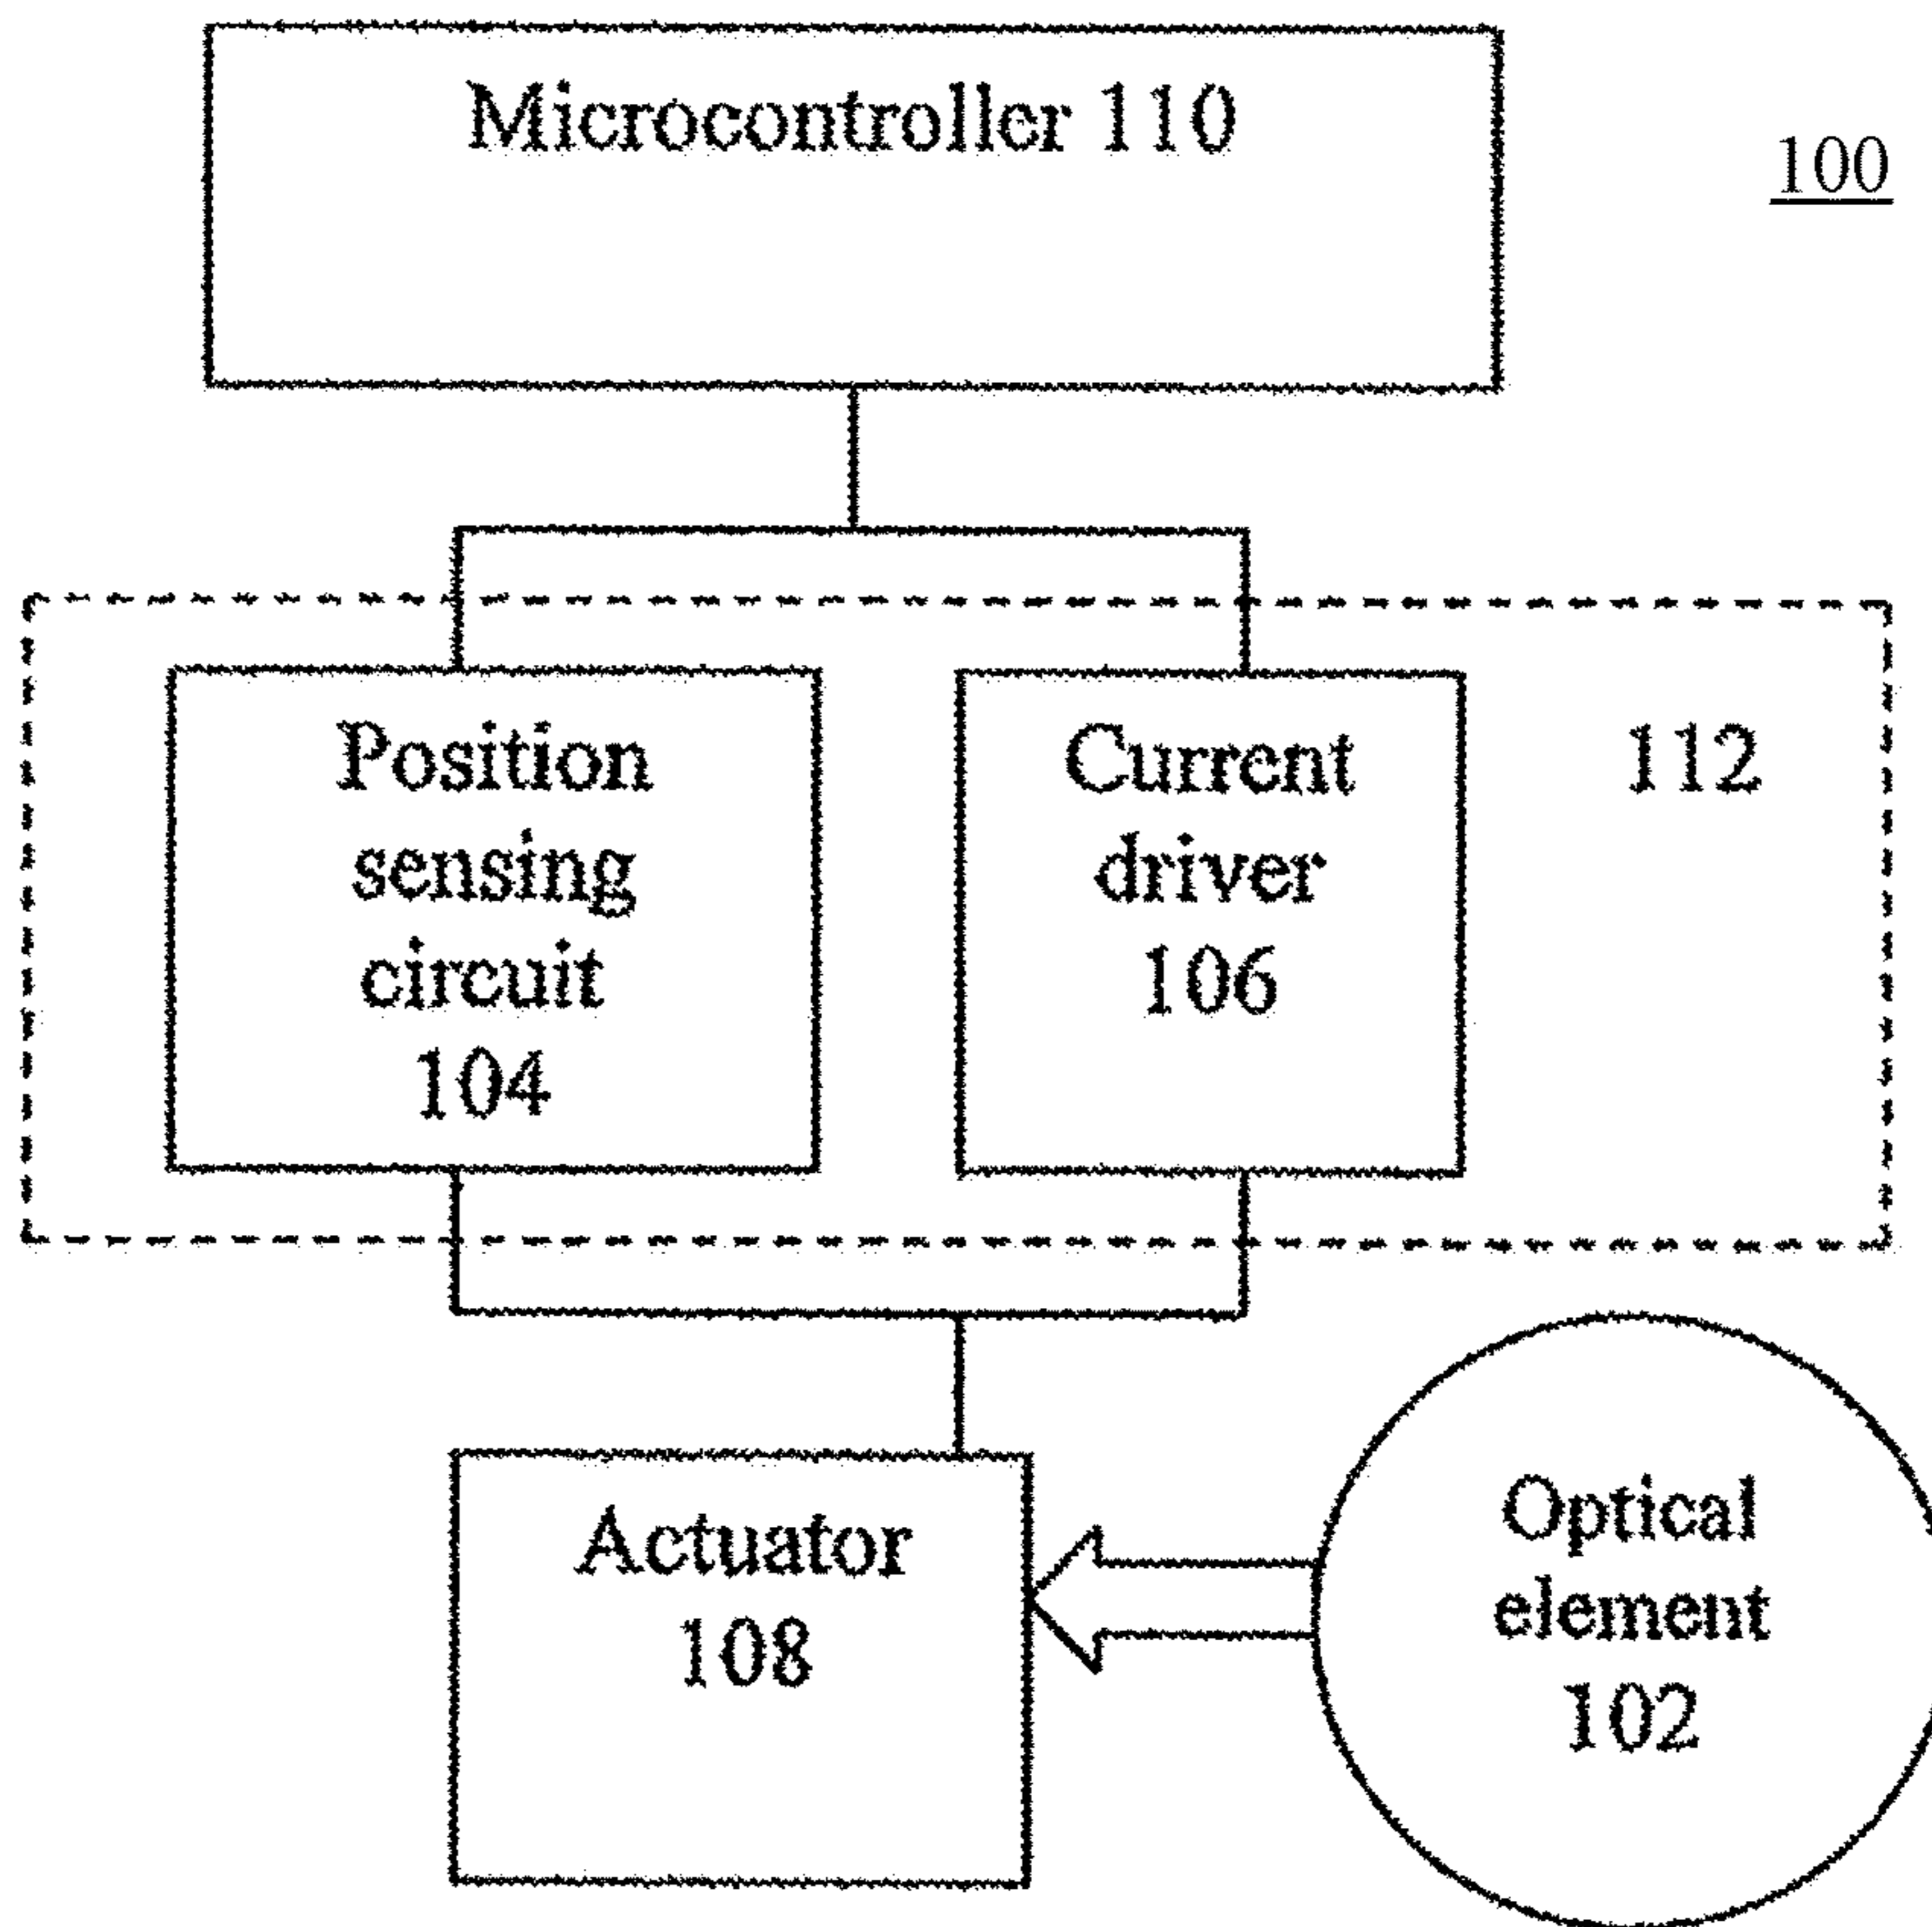 Microcontroller 110
100
Position
sensing
circuit
104
Current
driver
106
112
Actuator
108
Optical
element
102